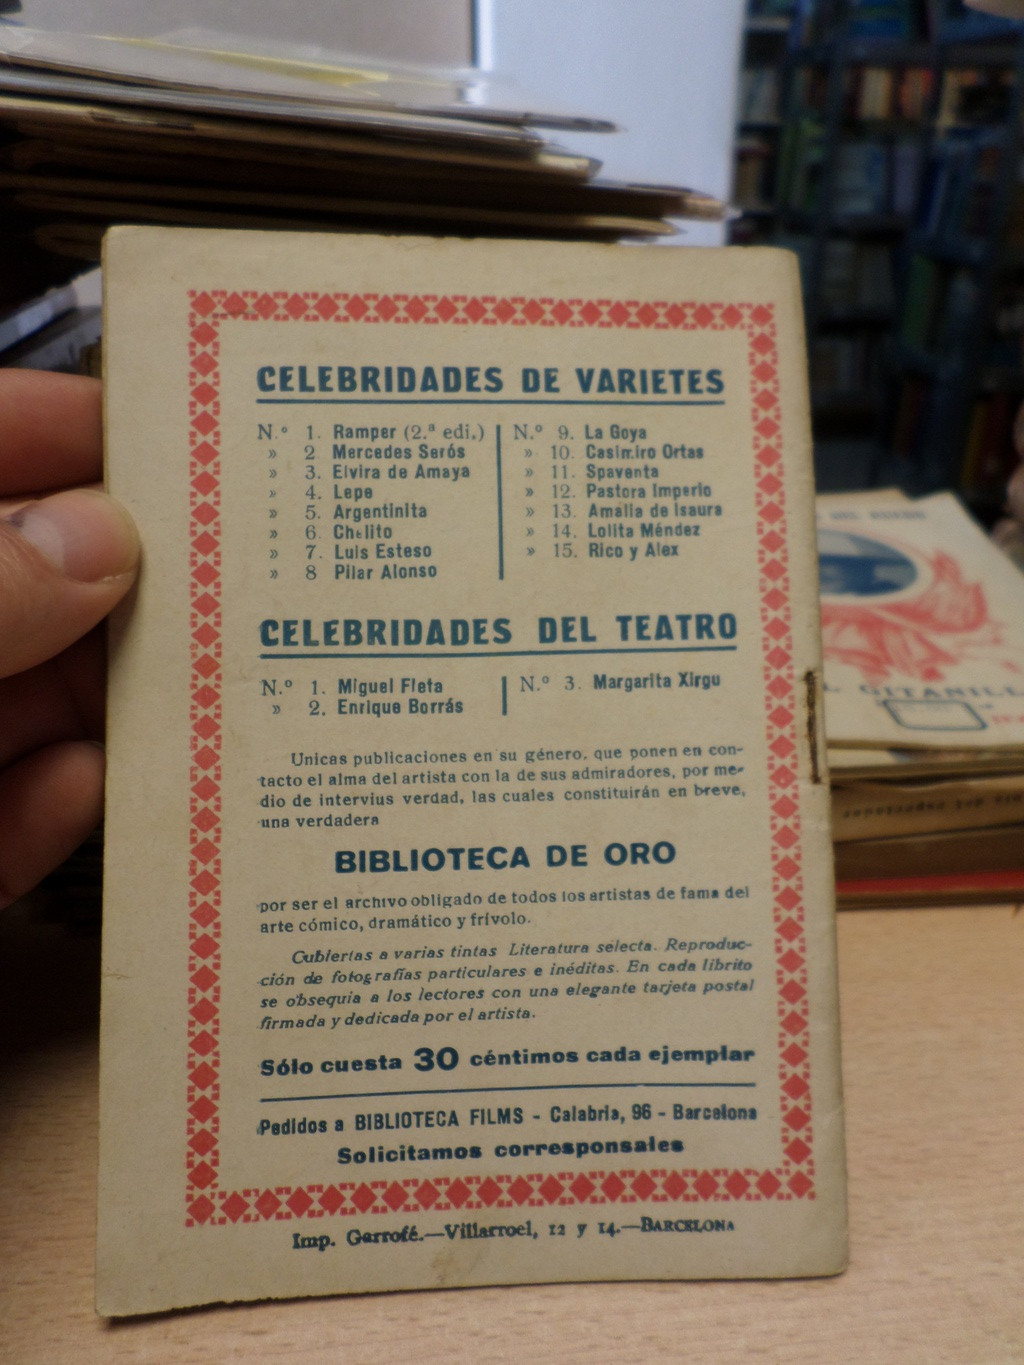 CELEBRIDADES DE VARIETES
N.º 1. Ramper (2.ª edi.)
» 2 Mercedes Serós
» 3. Elvira de Amaya
» 4. Lepe
» 5. Argentinita
» 6. Chelito
» 7. Luis Esteso
» 8 Pilar Alonso
N.º 9. La Goya
» 10. Casimiro Ortas
» 11. Spaventa
» 12. Pastora Imperio
» 13. Amalia de Isaura
» 14. Lolita Méndez
» 15. Rico y Alex
CELEBRIDADES DEL TEATRO
N.º 1. Miguel Fleta
» 2. Enrique Borrás
N.º 3. Margarita Xirgu
Unicas publicaciones en su género, que ponen en con-
tacto el alma del artista con la de sus admiradores, por me-
dio de intervius verdad, las cuales constituirán en breve,
una verdadera
BIBLIOTECA DE ORO
por ser el archivo obligado de todos los artistas de fama del
arte cómico, dramático y frívolo.
Cubiertas a varias tintas Literatura selecta. Reproduc-
ción de fotografías particulares e inéditas. En cada librito
se obsequia a los lectores con una elegante tarjeta postal
firmada y dedicada por el artista.
Sólo cuesta 30 céntimos cada ejemplar
Pedidos a BIBLIOTECA FILMS - Calabria, 96 - Barcelona
Solicitamos corresponsales
Imp. Garrofé.—Villarroel, 12 y 14.—BARCELONA
DEL RUEDO
GITANILL